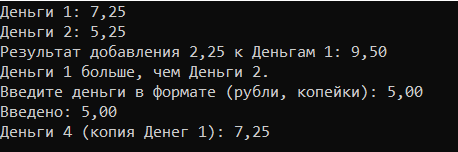 Деньги 1: 7,25
Деньги 2: 5,25
Результат добавления 2,25 к Деньгам 1: 9,50
Деньги 1 больше, чем Деньги 2.
Введите деньги в формате (рубли, копейки): 5,00
Введено: 5,00
Деньги 4 (копия Денег 1): 7,25